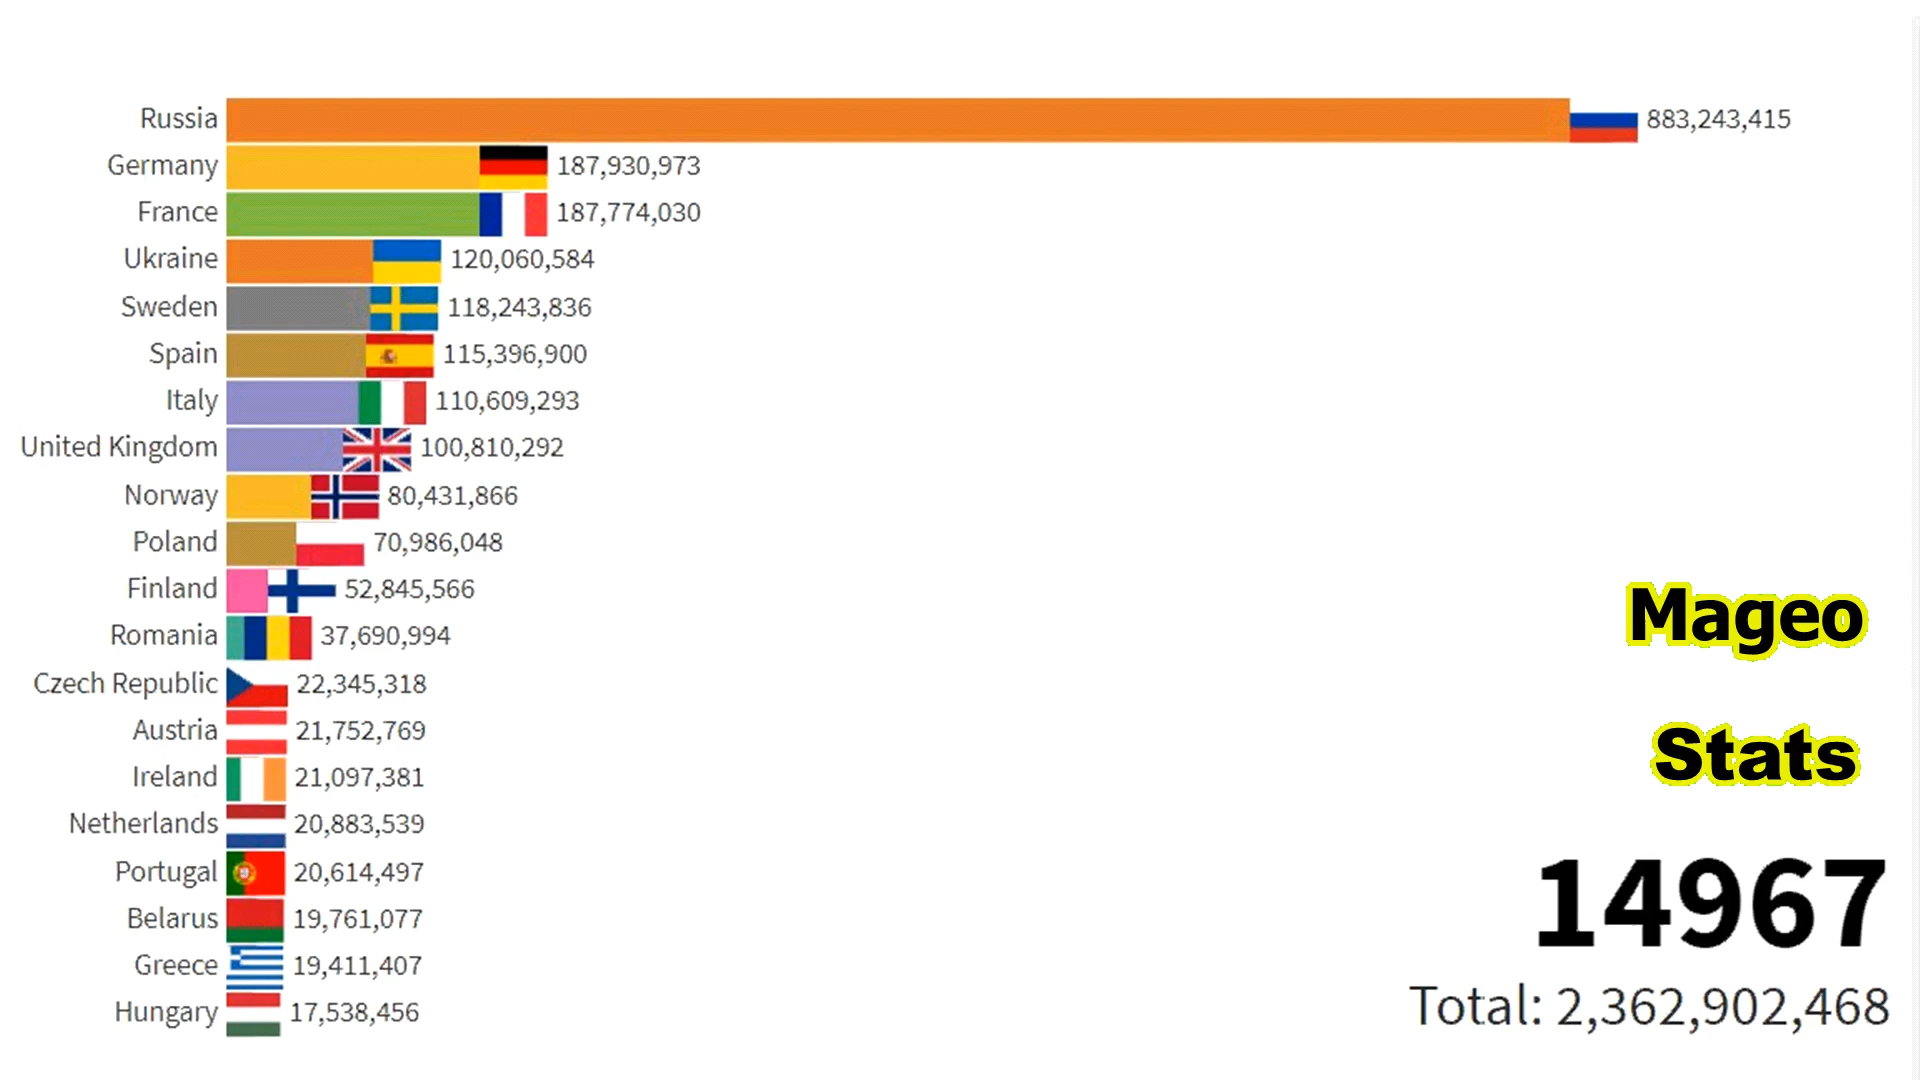 Russia 883,243,415
Germany 187,930,973
France 187,774,030
Ukraine 120,060,584
Sweden 118,243,836
Spain 115,396,900
Italy 110,609,293
United Kingdom 100,810,292
Norway 80,431,866
Poland 70,986,048
Finland 52,845,566
Romania 37,690,994
Czech Republic 22,345,318
Austria 21,752,769
Ireland 21,097,381
Netherlands 20,883,539
Portugal 20,614,497
Belarus 19,761,077
Greece 19,411,407
Hungary 17,538,456
Mageo
Stats
14967
Total: 2,362,902,468